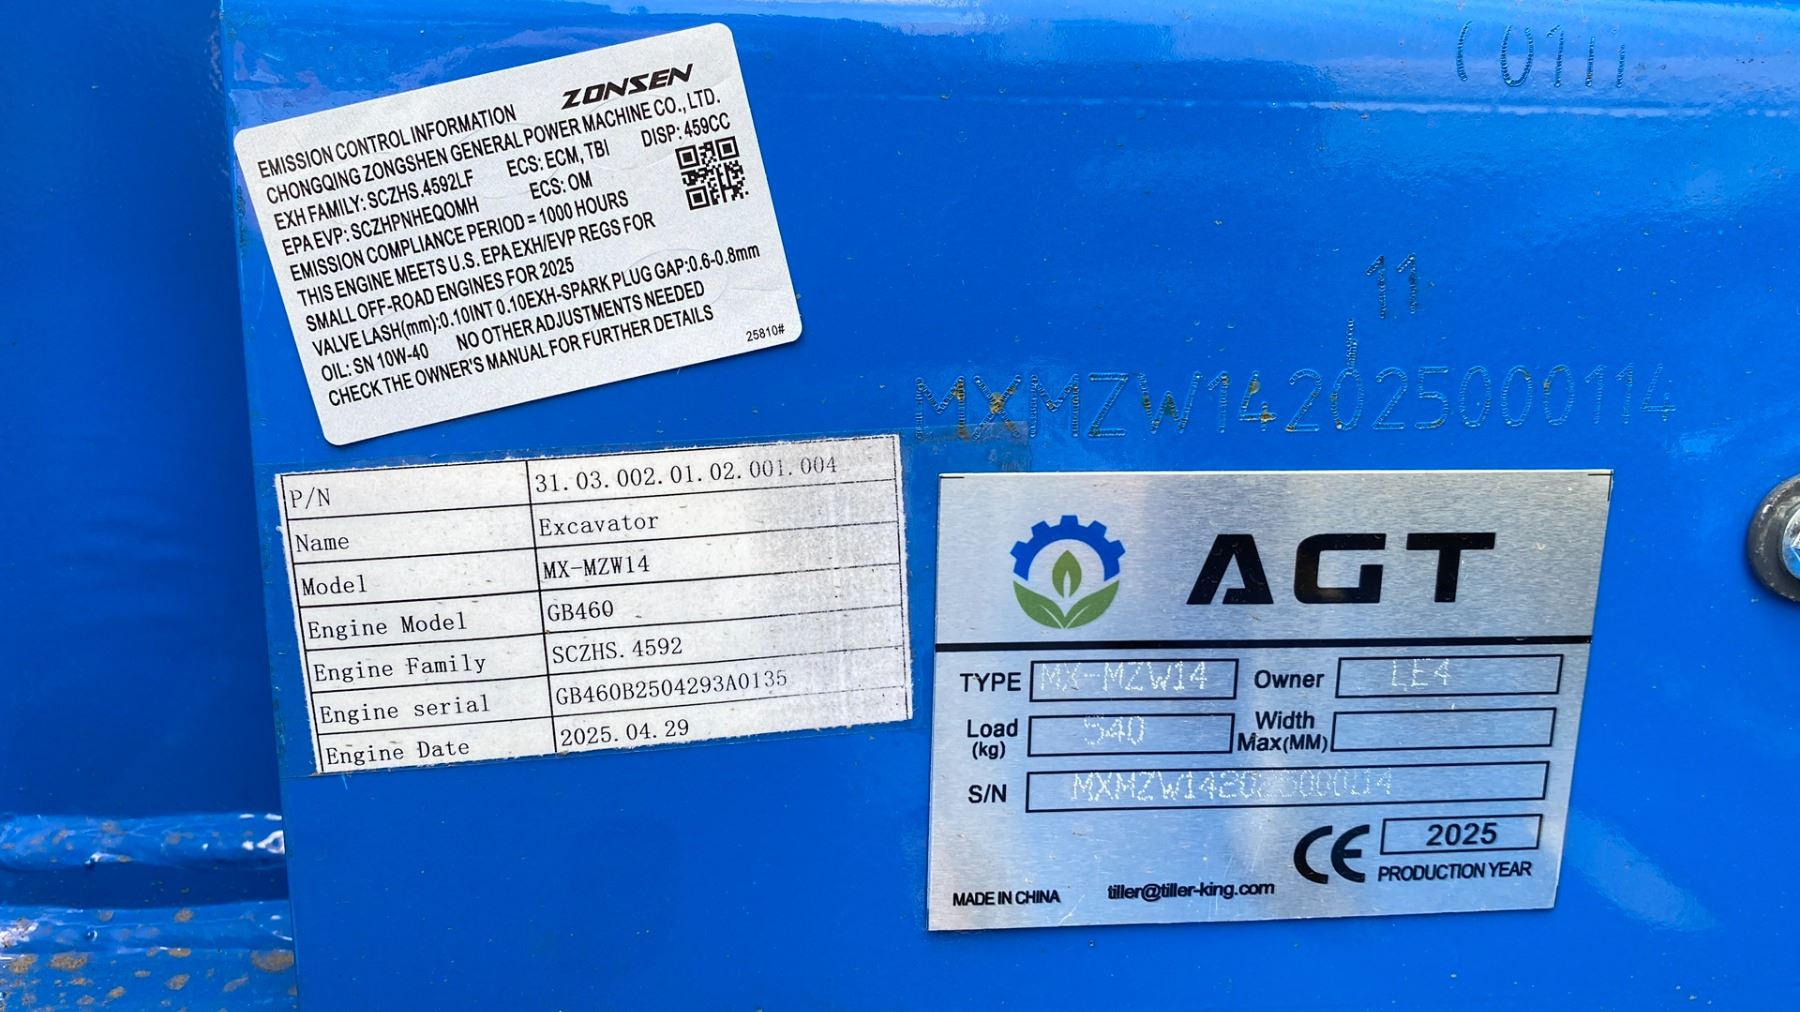 ZONSEN
EMISSION CONTROL INFORMATION
CHONGQING ZONGSHEN GENERAL POWER MACHINE CO., LTD.
EXH FAMILY: SCZHS.4592LF ECS: ECM, TBI DISP: 459CC
EPA EVP: SCZHPNHEQOMH ECS: OM
EMISSION COMPLIANCE PERIOD = 1000 HOURS
THIS ENGINE MEETS U.S. EPA EXH/EVP REGS FOR
SMALL OFF-ROAD ENGINES FOR 2025
VALVE LASH(mm):0.10INT 0.10EXH-SPARK PLUG GAP:0.6-0.8mm
OIL: SN 10W-40 NO OTHER ADJUSTMENTS NEEDED
CHECK THE OWNER'S MANUAL FOR FURTHER DETAILS
25810#
11
MXMZW142025000114
P/N 31.03.002.01.02.001.004
Name Excavator
Model MX-MZW14
Engine Model GB460
Engine Family SCZHS.4592
Engine serial GB460B2504293A0135
Engine Date 2025.04.29
AGT
TYPE MX-MZW14 Owner LE4
Load (kg) 540 Width Max(MM)
S/N MXMZW142025000114
CE 2025
PRODUCTION YEAR
MADE IN CHINA tiller@tiller-king.com